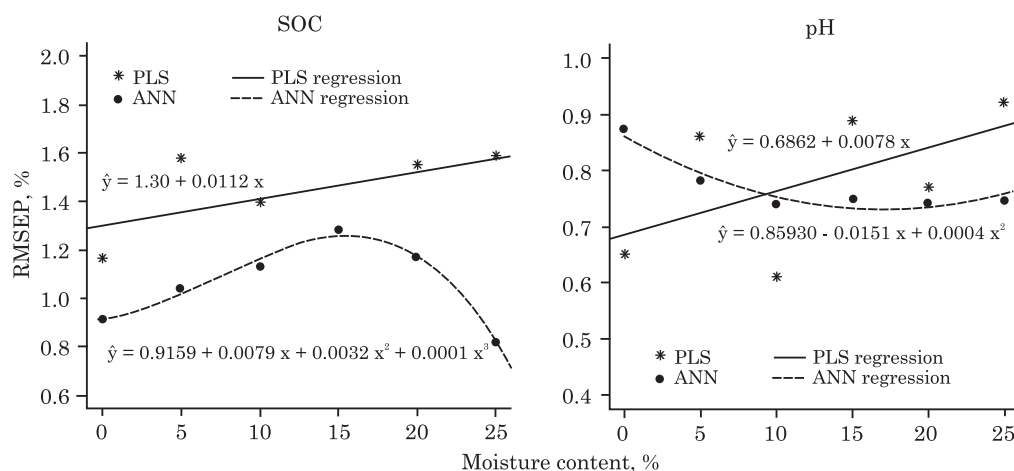 SOC
RMSEP, %
2.0
1.8
1.6
1.4
1.2
1.0
0.8
0.6
PLS
ANN
PLS regression
ANN regression
ŷ = 1.30 + 0.0112 x
ŷ = 0.9159 + 0.0079 x + 0.0032 x² + 0.0001 x³
0 5 10 15 20 25
pH
1.0
0.9
0.8
0.7
0.6
0.5
0.4
ŷ = 0.6862 + 0.0078 x
ŷ = 0.85930 - 0.0151 x + 0.0004 x²
PLS
ANN
PLS regression
ANN regression
0 5 10 15 20 25
Moisture content, %